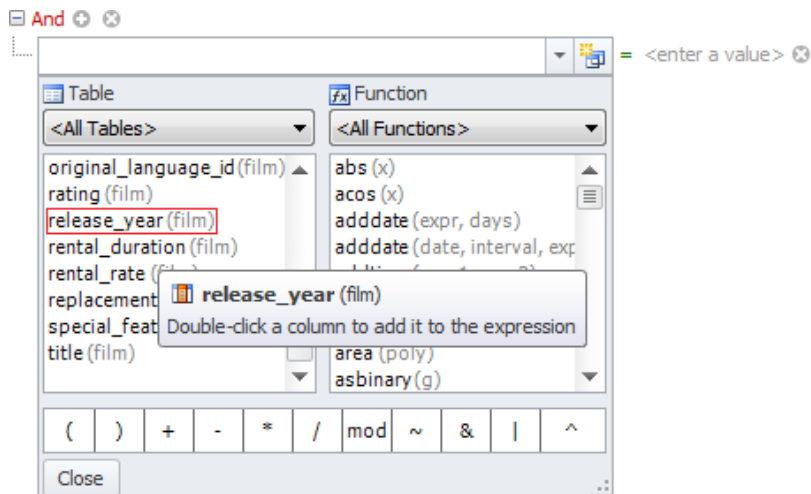 And
= <enter a value>
Table
fx Function
<All Tables>
<All Functions>
original_language_id (film)
rating (film)
release_year (film)
rental_duration (film)
rental_rate
replacement
special_feat
title (film)
abs (x)
acos (x)
adddate (expr, days)
adddate (date, interval, exp
release_year (film)
Double-click a column to add it to the expression
area (poly)
asbinary (g)
( ) + - * / mod ~ & | ^
Close